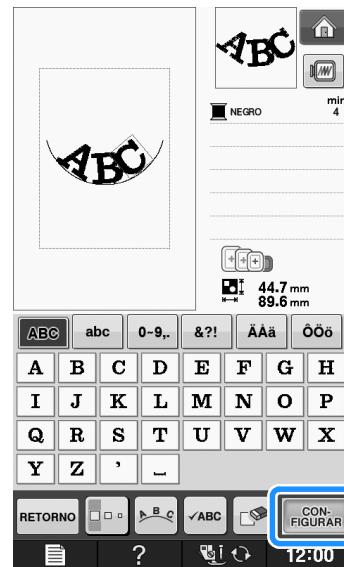 ABC
ABC
NEGRO
min
4
44.7 mm
89.6 mm
ABC abc 0~9,. &?! ÄÅä ÔÖö
A B C D E F G H
I J K L M N O P
Q R S T U V W X
Y Z ’ _
RETORNO A B C ✓ABC CON-
FIGURAR
? 12:00